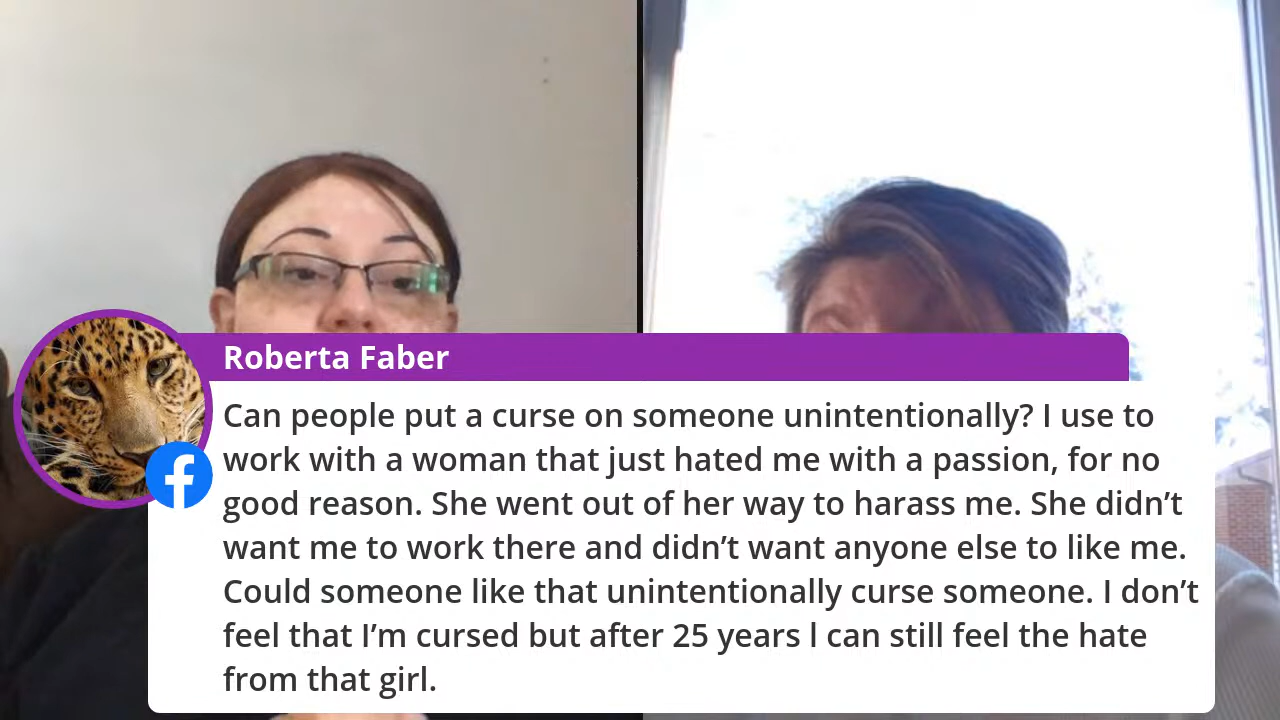 Roberta Faber
Can people put a curse on someone unintentionally? I use to
work with a woman that just hated me with a passion, for no
good reason. She went out of her way to harass me. She didn’t
want me to work there and didn’t want anyone else to like me.
Could someone like that unintentionally curse someone. I don’t
feel that I’m cursed but after 25 years l can still feel the hate
from that girl.